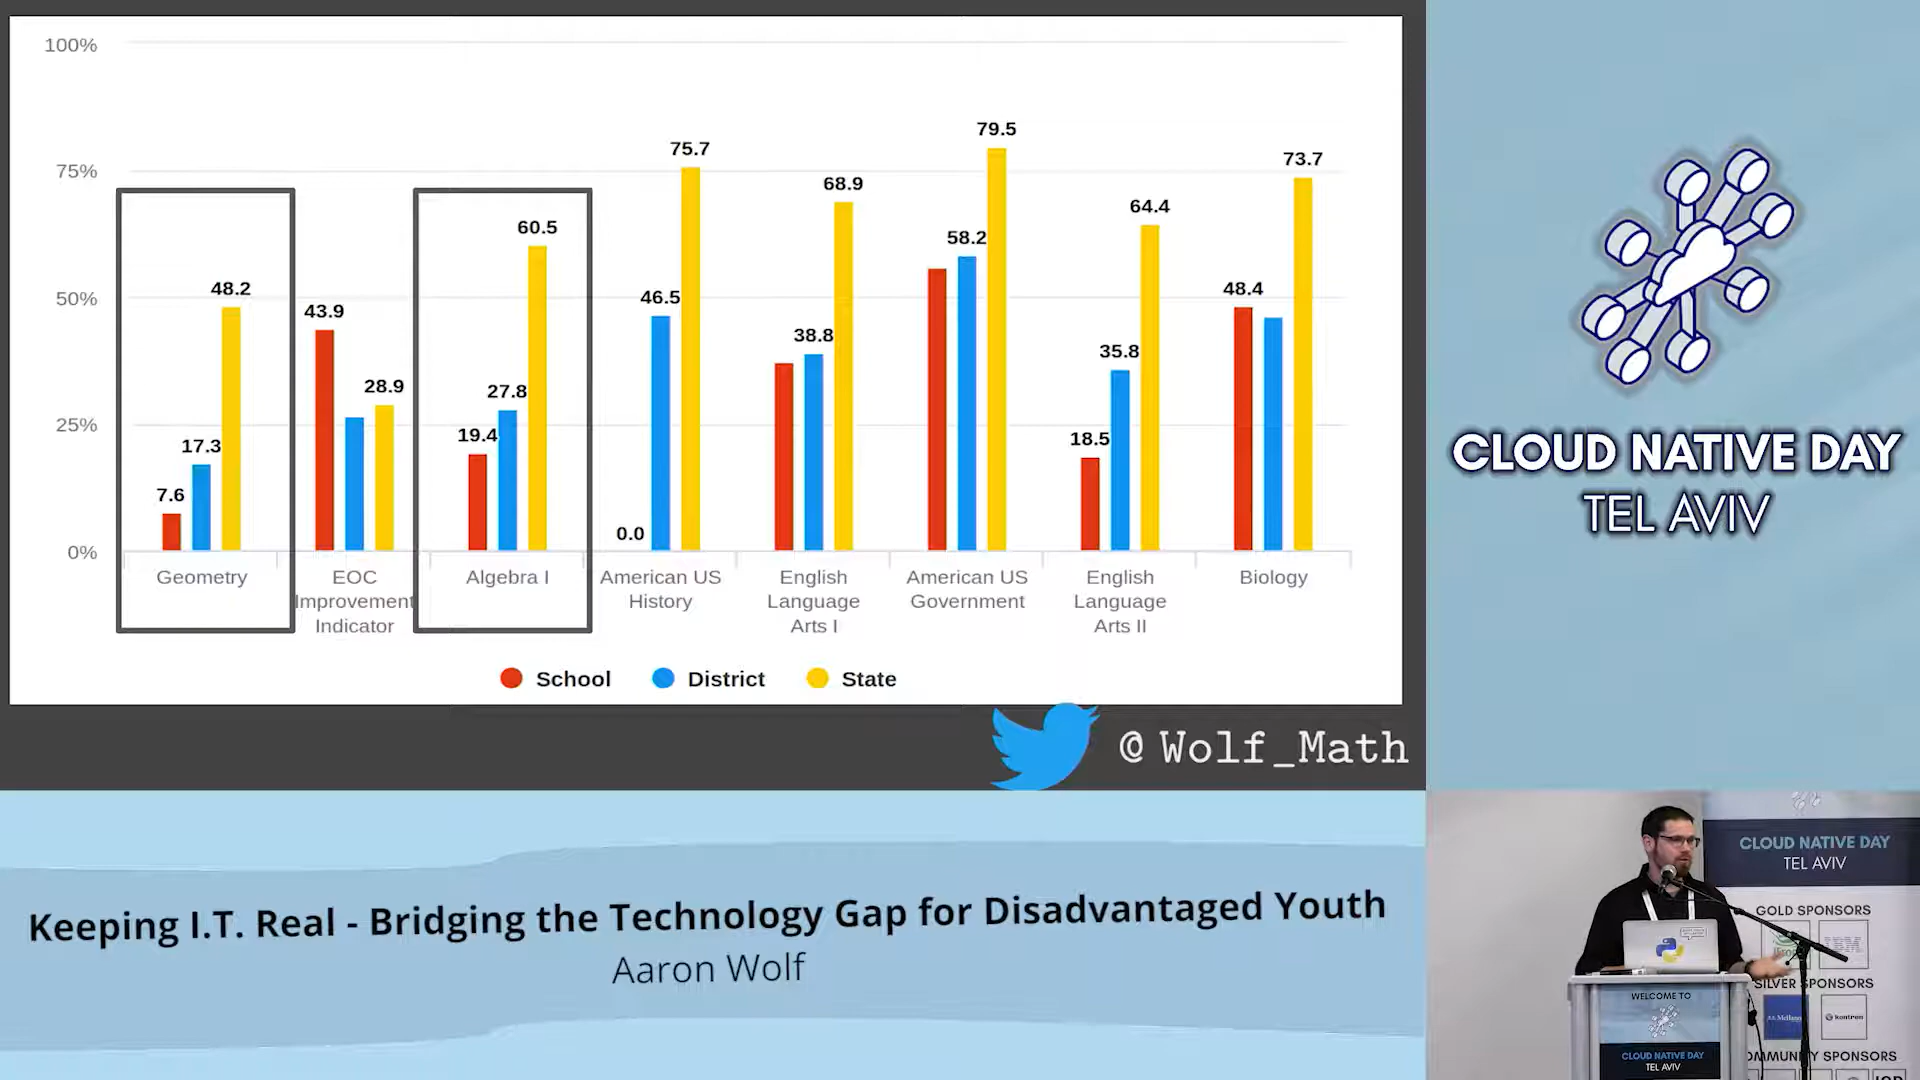 100%
75%
50%
25%
0%
7.6
17.3
48.2
43.9
28.9
19.4
27.8
60.5
0.0
46.5
75.7
38.8
68.9
58.2
79.5
18.5
35.8
64.4
48.4
73.7
Geometry
EOC
Improvement
Indicator
Algebra I
American US
History
English
Language
Arts I
American US
Government
English
Language
Arts II
Biology
School
District
State
@Wolf_Math
CLOUD NATIVE DAY
TEL AVIV
Keeping I.T. Real - Bridging the Technology Gap for Disadvantaged Youth
Aaron Wolf
CLOUD NATIVE DAY
TEL AVIV
GOLD SPONSORS
IBM
SILVER SPONSORS
Mellanox
kontron
OMMUNITY SPONSORS
WELCOME TO
CLOUD NATIVE DAY
TEL AVIV